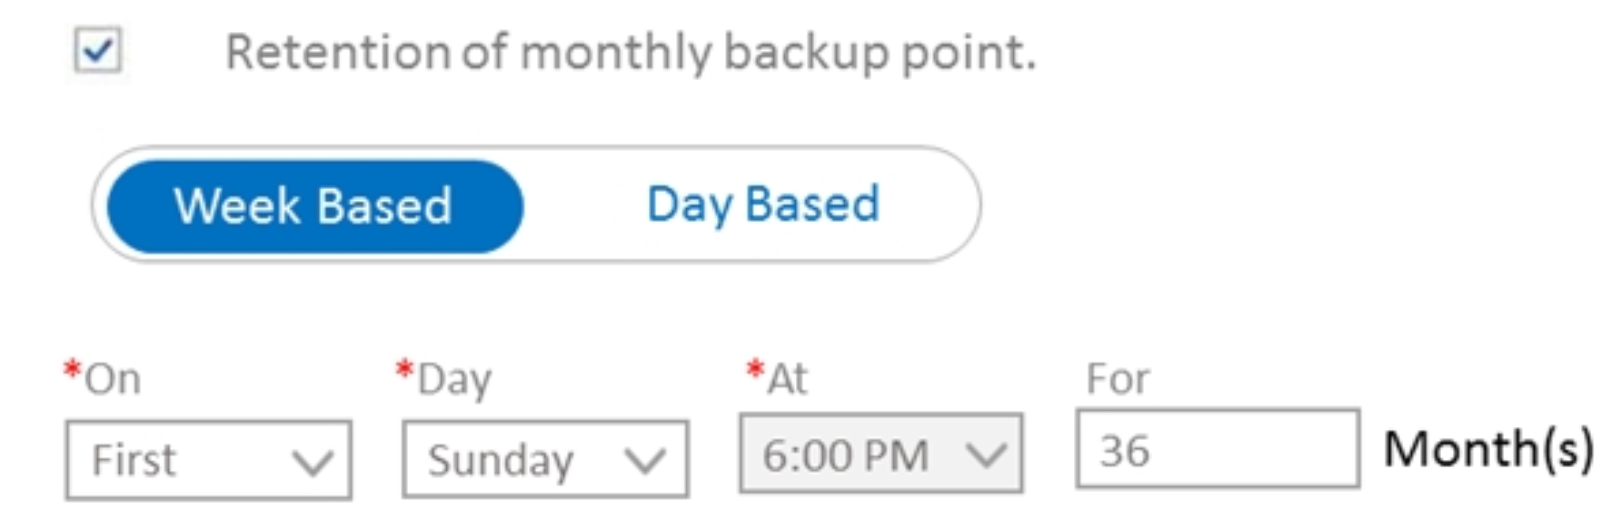 Retention of monthly backup point.
Week Based Day Based
*On *Day *At For
First Sunday 6:00 PM 36 Month(s)